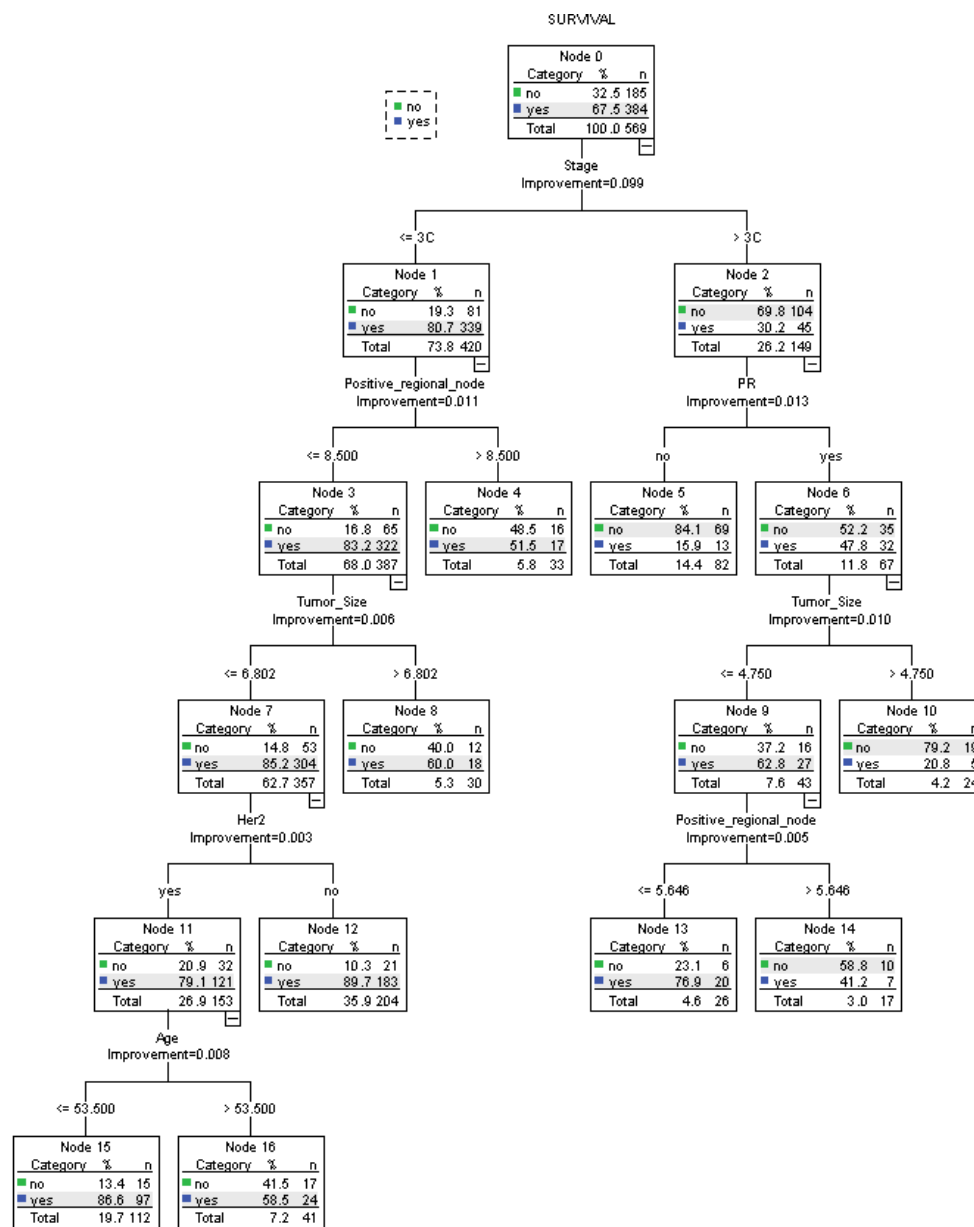 SURVIVAL
no
yes
Node 0
Category % n
no 32.5 185
yes 67.5 384
Total 100.0 569
Stage
Improvement=0.099
<= 3C
> 3C
Node 1
Category % n
no 19.3 81
yes 80.7 339
Total 73.8 420
Node 2
Category % n
no 69.8 104
yes 30.2 45
Total 26.2 149
Positive_regional_node
Improvement=0.011
PR
Improvement=0.013
<= 8.500
> 8.500
no
yes
Node 3
Category % n
no 16.8 65
yes 83.2 322
Total 68.0 387
Node 4
Category % n
no 48.5 16
yes 51.5 17
Total 5.8 33
Node 5
Category % n
no 84.1 69
yes 15.9 13
Total 14.4 82
Node 6
Category % n
no 52.2 35
yes 47.8 32
Total 11.8 67
Tumor_Size
Improvement=0.006
Tumor_Size
Improvement=0.010
<= 6.802
> 6.802
<= 4.750
> 4.750
Node 7
Category % n
no 14.8 53
yes 85.2 304
Total 62.7 357
Node 8
Category % n
no 40.0 12
yes 60.0 18
Total 5.3 30
Node 9
Category % n
no 37.2 16
yes 62.8 27
Total 7.6 43
Node 10
Category % n
no 79.2 19
yes 20.8 5
Total 4.2 24
Her2
Improvement=0.003
Positive_regional_node
Improvement=0.005
yes
no
<= 5.646
> 5.646
Node 11
Category % n
no 20.9 32
yes 79.1 121
Total 26.9 153
Node 12
Category % n
no 10.3 21
yes 89.7 183
Total 35.9 204
Node 13
Category % n
no 23.1 6
yes 76.9 20
Total 4.6 26
Node 14
Category % n
no 58.8 10
yes 41.2 7
Total 3.0 17
Age
Improvement=0.008
<= 53.500
> 53.500
Node 15
Category % n
no 13.4 15
yes 86.6 97
Total 19.7 112
Node 16
Category % n
no 41.5 17
yes 58.5 24
Total 7.2 41